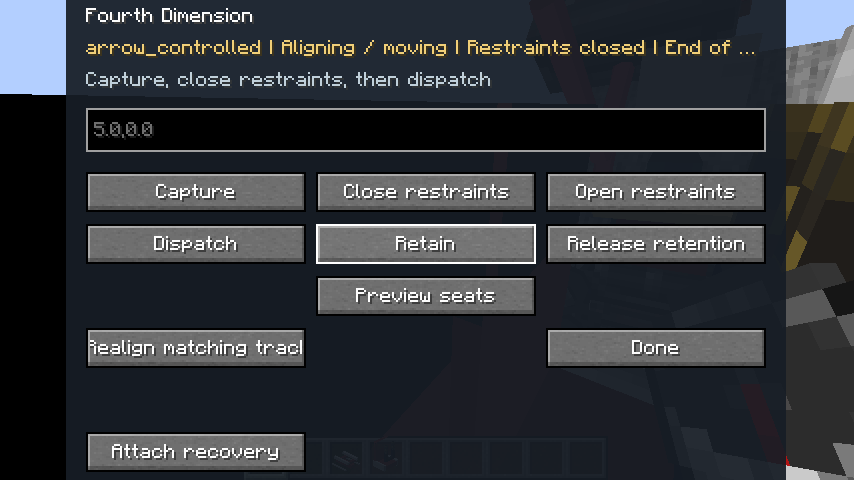 Fourth Dimension
arrow_controlled | Aligning / moving | Restraints closed | End of ...
Capture, close restraints, then dispatch
5.0,0.0
Capture Close restraints Open restraints
Dispatch Retain Release retention
Preview seats
Realign matching track Done
Attach recovery